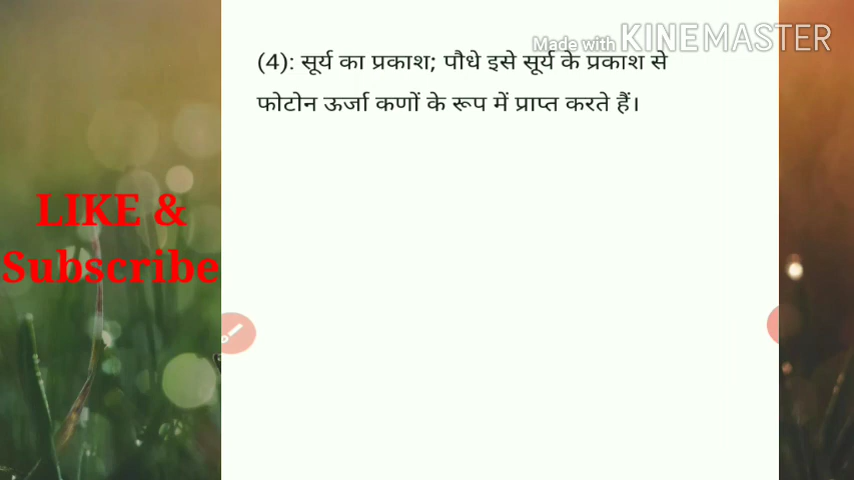 Made with KINEMASTER
(4): सूर्य का प्रकाश; पौधे इसे सूर्य के प्रकाश से
फोटोन ऊर्जा कणों के रूप में प्राप्त करते हैं।
LIKE &
Subscribe